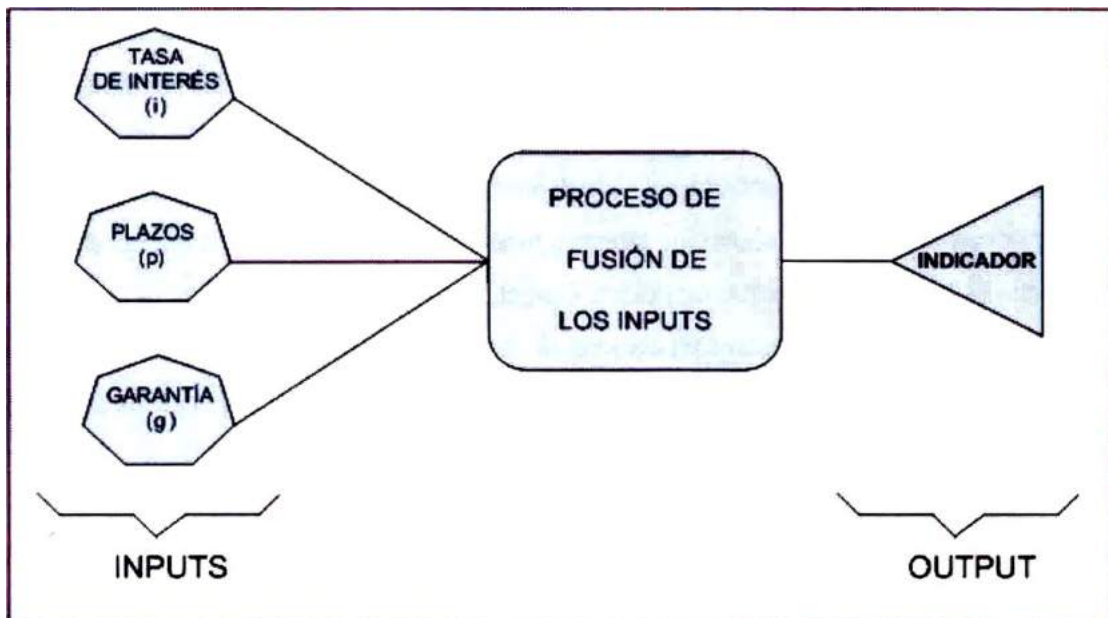 TASA
DE INTERÉS
(i)
PLAZOS
(p)
GARANTÍA
(g)
INPUTS
PROCESO DE
FUSIÓN DE
LOS INPUTS
INDICADOR
OUTPUT